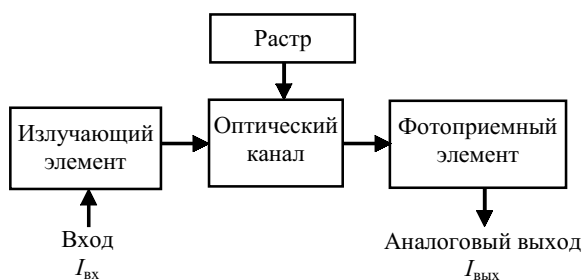 Растр
Излучающий
элемент
Оптический
канал
Фотоприемный
элемент
Вход
Iвх
Аналоговый выход
Iвых